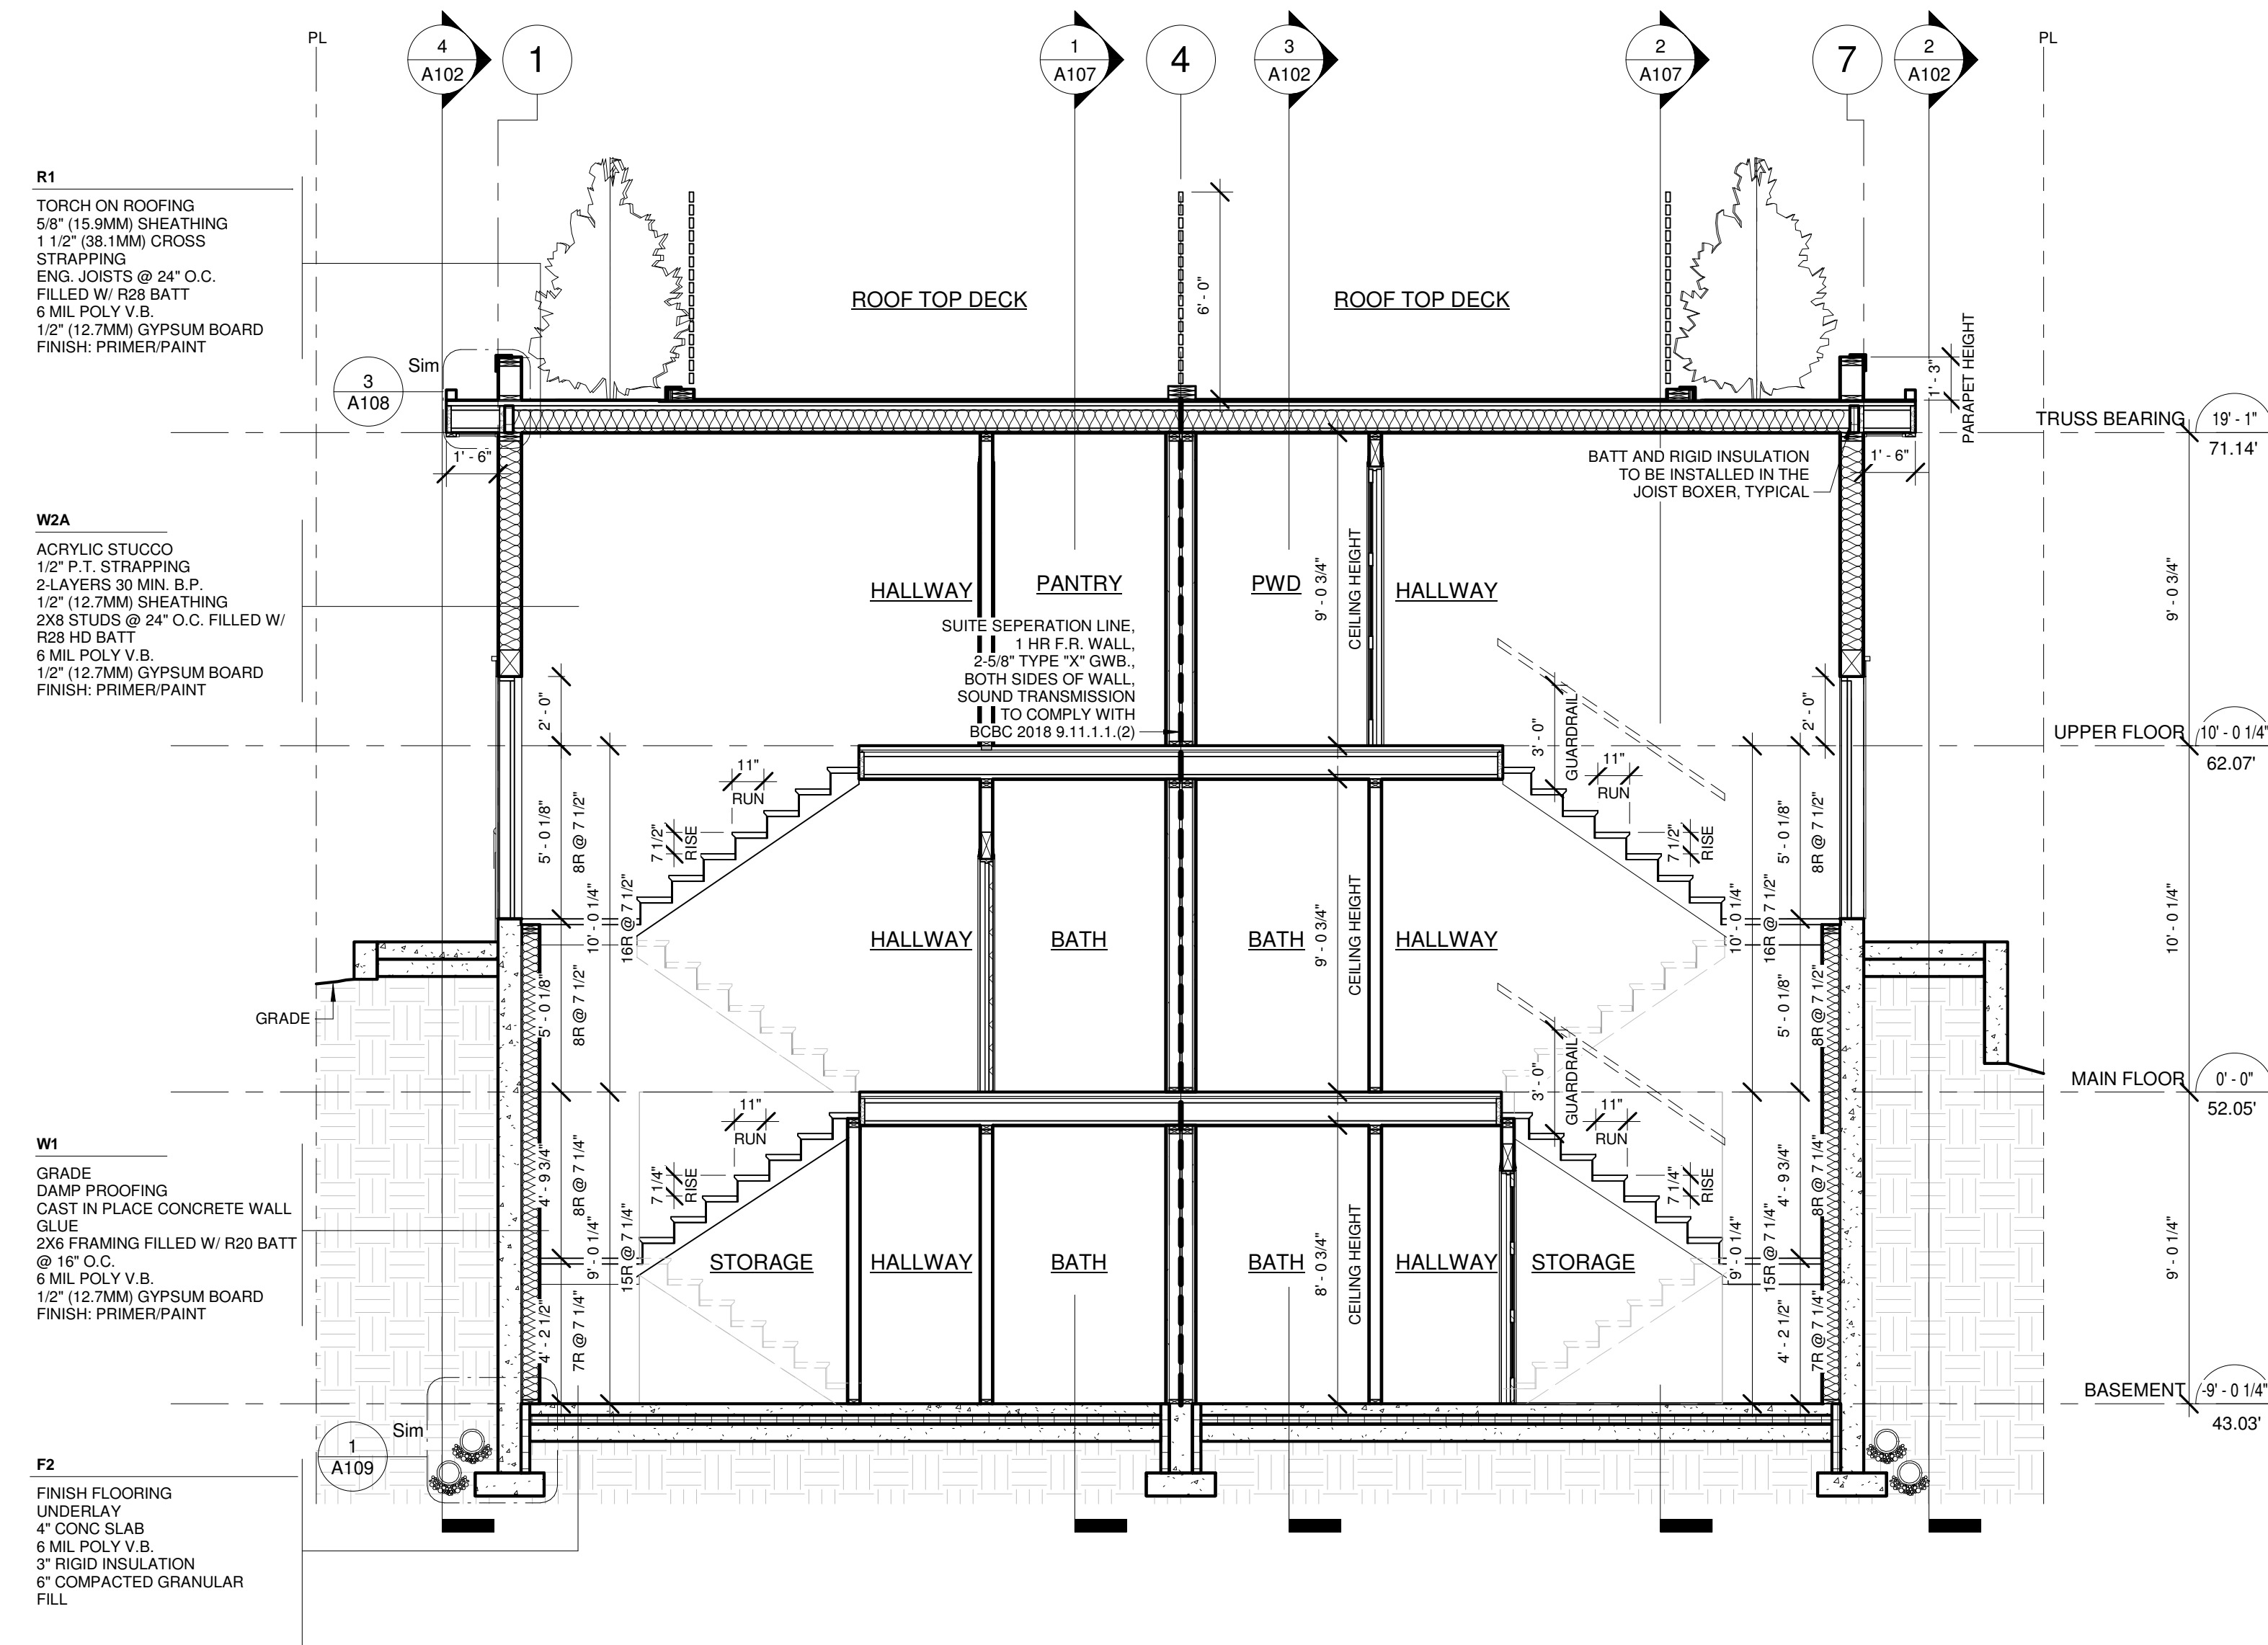 PL
4
A102
1
1
A107
4
3
A102
2
A107
7
2
A102
PL
R1
TORCH ON ROOFING
5/8" (15.9MM) SHEATHING
1 1/2" (38.1MM) CROSS
STRAPPING
ENG. JOISTS @ 24" O.C.
FILLED W/ R28 BATT
6 MIL POLY V.B.
1/2" (12.7MM) GYPSUM BOARD
FINISH: PRIMER/PAINT
ROOF TOP DECK
6' - 0"
ROOF TOP DECK
Sim
3
A108
1' - 3"
PARAPET HEIGHT
TRUSS BEARING
19' - 1"
71.14'
1' - 6"
BATT AND RIGID INSULATION
TO BE INSTALLED IN THE
JOIST BOXER, TYPICAL
1' - 6"
W2A
ACRYLIC STUCCO
1/2" P.T. STRAPPING
2-LAYERS 30 MIN. B.P.
1/2" (12.7MM) SHEATHING
2X8 STUDS @ 24" O.C. FILLED W/
R28 HD BATT
6 MIL POLY V.B.
1/2" (12.7MM) GYPSUM BOARD
FINISH: PRIMER/PAINT
HALLWAY
PANTRY
PWD
9' - 0 3/4"
CEILING HEIGHT
HALLWAY
9' - 0 3/4"
SUITE SEPERATION LINE,
1 HR F.R. WALL,
2-5/8" TYPE "X" GWB.,
BOTH SIDES OF WALL,
SOUND TRANSMISSION
TO COMPLY WITH
BCBC 2018 9.11.1.1.(2)
2' - 0"
3' - 0"
GUARDRAIL
2' - 0"
UPPER FLOOR
10' - 0 1/4"
62.07'
11"
RUN
11"
RUN
7 1/2"
RISE
7 1/2"
RISE
5' - 0 1/8"
8R @ 7 1/2"
10' - 0 1/4"
16R @ 7 1/2"
10' - 0 1/4"
16R @ 7 1/2"
5' - 0 1/8"
8R @ 7 1/2"
HALLWAY
BATH
BATH
9' - 0 3/4"
CEILING HEIGHT
HALLWAY
10' - 0 1/4"
GRADE
5' - 0 1/8"
8R @ 7 1/2"
5' - 0 1/8"
8R @ 7 1/2"
3' - 0"
GUARDRAIL
MAIN FLOOR
0' - 0"
52.05'
11"
RUN
11"
RUN
7 1/4"
RISE
7 1/4"
RISE
W1
GRADE
DAMP PROOFING
CAST IN PLACE CONCRETE WALL
GLUE
2X6 FRAMING FILLED W/ R20 BATT
@ 16" O.C.
6 MIL POLY V.B.
1/2" (12.7MM) GYPSUM BOARD
FINISH: PRIMER/PAINT
4' - 9 3/4"
8R @ 7 1/4"
9' - 0 1/4"
15R @ 7 1/4"
9' - 0 1/4"
15R @ 7 1/4"
4' - 9 3/4"
8R @ 7 1/4"
STORAGE
HALLWAY
BATH
BATH
8' - 0 3/4"
CEILING HEIGHT
HALLWAY
STORAGE
9' - 0 1/4"
4' - 2 1/2"
7R @ 7 1/4"
4' - 2 1/2"
7R @ 7 1/4"
BASEMENT
-9' - 0 1/4"
43.03'
Sim
1
A109
F2
FINISH FLOORING
UNDERLAY
4" CONC SLAB
6 MIL POLY V.B.
3" RIGID INSULATION
6" COMPACTED GRANULAR
FILL